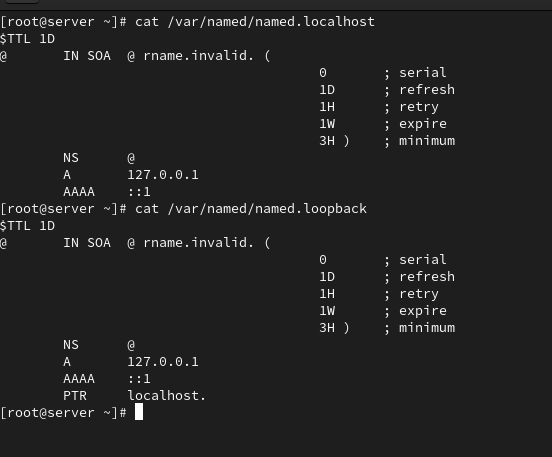 [root@server ~]# cat /var/named/named.localhost
$TTL 1D
@       IN SOA  @ rname.invalid. (
                                        0       ; serial
                                        1D      ; refresh
                                        1H      ; retry
                                        1W      ; expire
                                        3H )    ; minimum
        NS      @
        A       127.0.0.1
        AAAA    ::1
[root@server ~]# cat /var/named/named.loopback
$TTL 1D
@       IN SOA  @ rname.invalid. (
                                        0       ; serial
                                        1D      ; refresh
                                        1H      ; retry
                                        1W      ; expire
                                        3H )    ; minimum
        NS      @
        A       127.0.0.1
        AAAA    ::1
        PTR     localhost.
[root@server ~]#